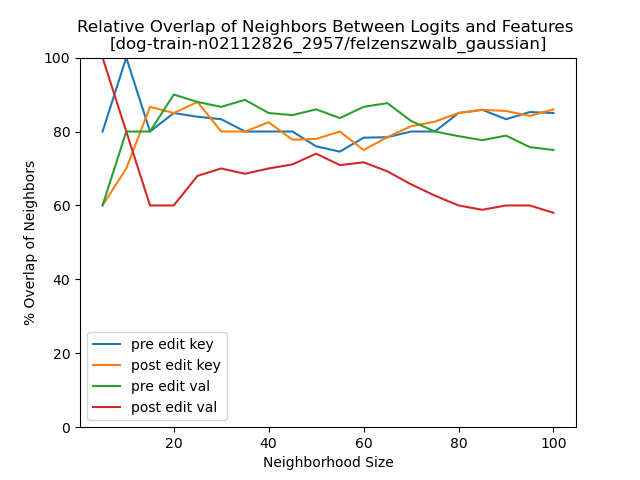 Relative Overlap of Neighbors Between Logits and Features
[dog-train-n02112826_2957/felzenszwalb_gaussian]
100
80
60
40
20
0
% Overlap of Neighbors
pre edit key
post edit key
pre edit val
post edit val
20 40 60 80 100
Neighborhood Size